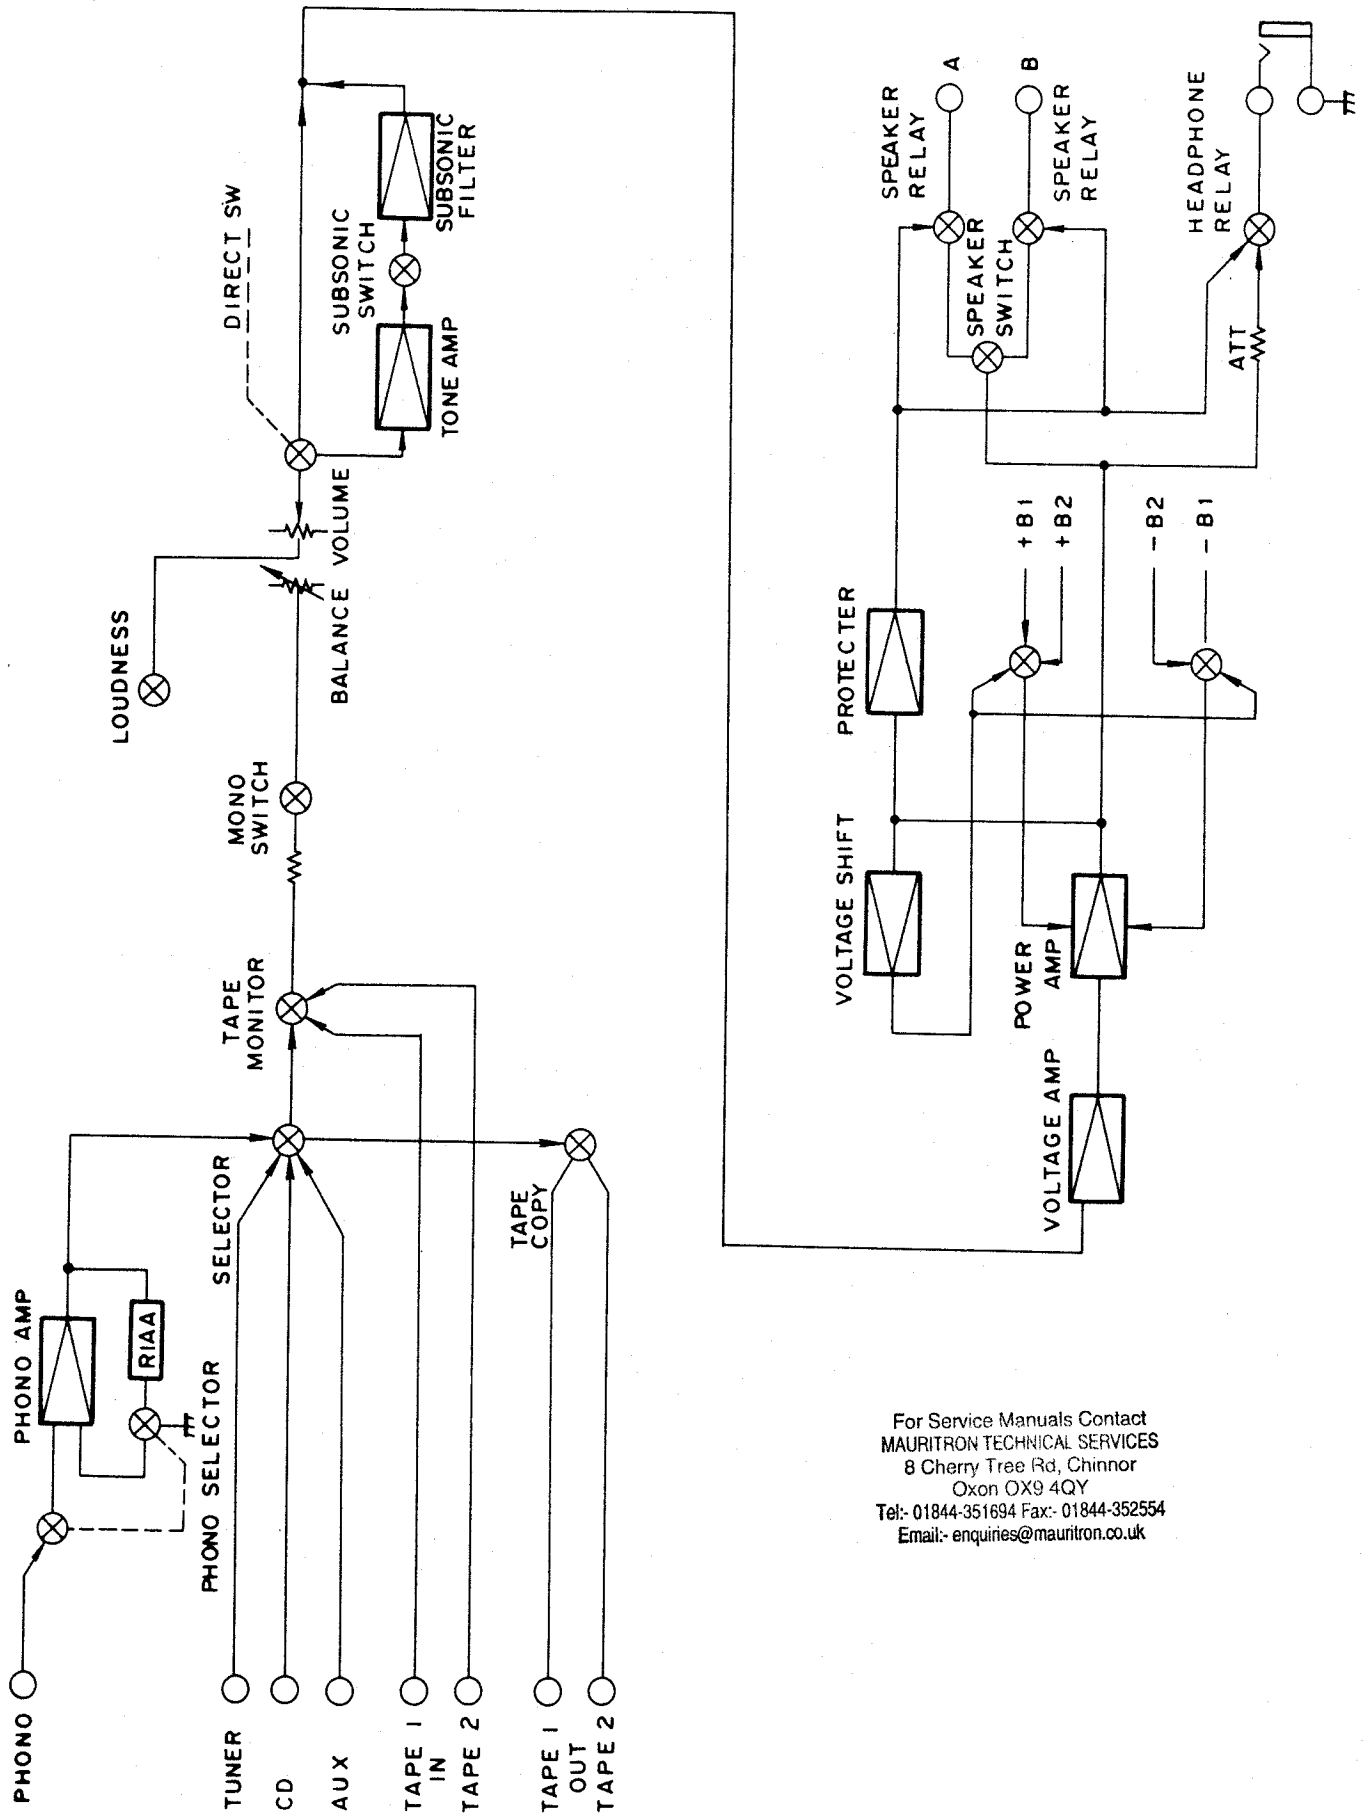 PHONO
TUNER
CD
AUX
TAPE 1
IN
TAPE 2
TAPE 1
OUT
TAPE 2
PHONO AMP
RIAA
PHONO SELECTOR
SELECTOR
TAPE
COPY
TAPE
MONITOR
MONO
SWITCH
LOUDNESS
BALANCE
VOLUME
DIRECT SW
TONE AMP
SUBSONIC
SWITCH
SUBSONIC
FILTER
VOLTAGE AMP
POWER
AMP
VOLTAGE SHIFT
PROTECTER
+B1
+B2
-B2
-B1
SPEAKER
SWITCH
SPEAKER
RELAY
A
B
SPEAKER
RELAY
ATT
HEADPHONE
RELAY
For Service Manuals Contact
MAURITRON TECHNICAL SERVICES
8 Cherry Tree Rd, Chinnor
Oxon OX9 4QY
Tel:- 01844-351694 Fax:- 01844-352554
Email:- enquiries@mauritron.co.uk